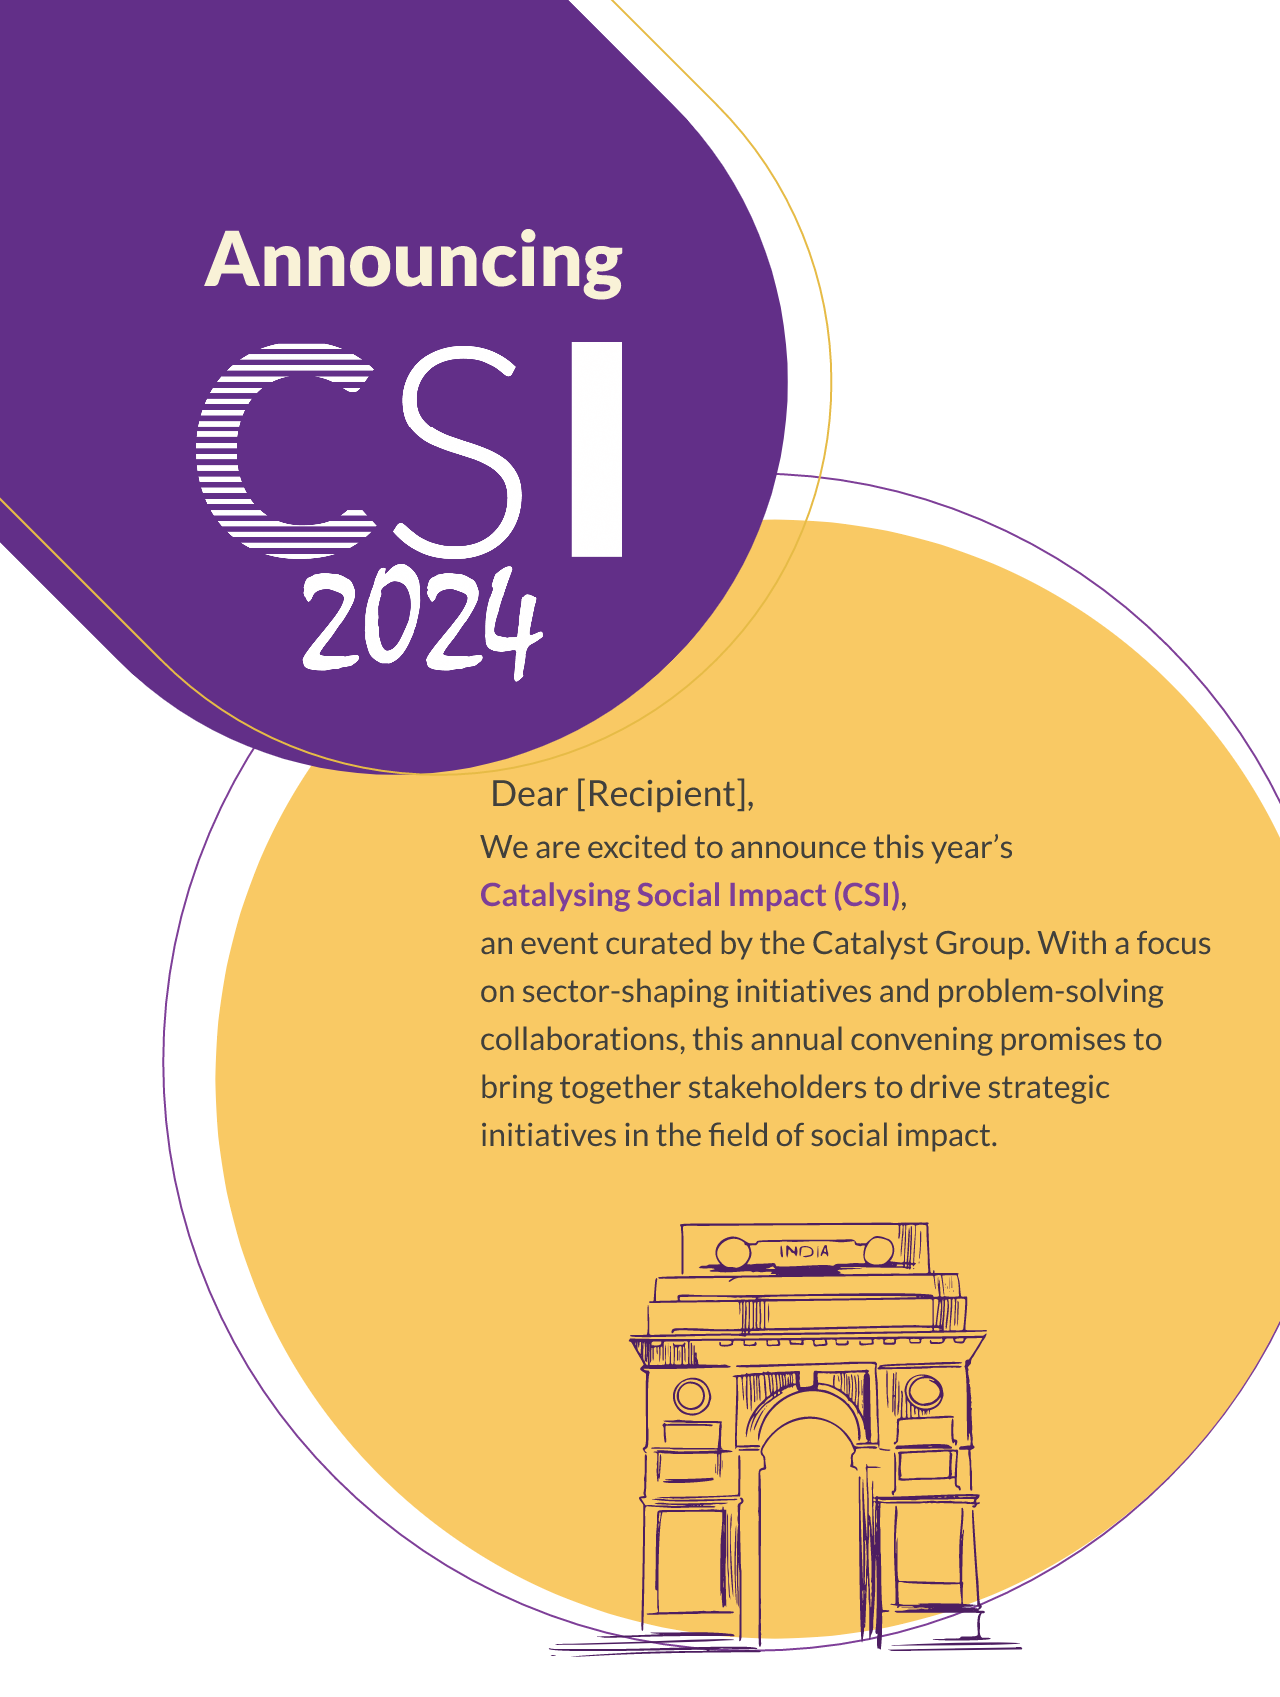 Announcing
CSI
2024
Dear [Recipient],
We are excited to announce this year’s
Catalysing Social Impact (CSI),
an event curated by the Catalyst Group. With a focus
on sector-shaping initiatives and problem-solving
collaborations, this annual convening promises to
bring together stakeholders to drive strategic
initiatives in the field of social impact.
INDIA